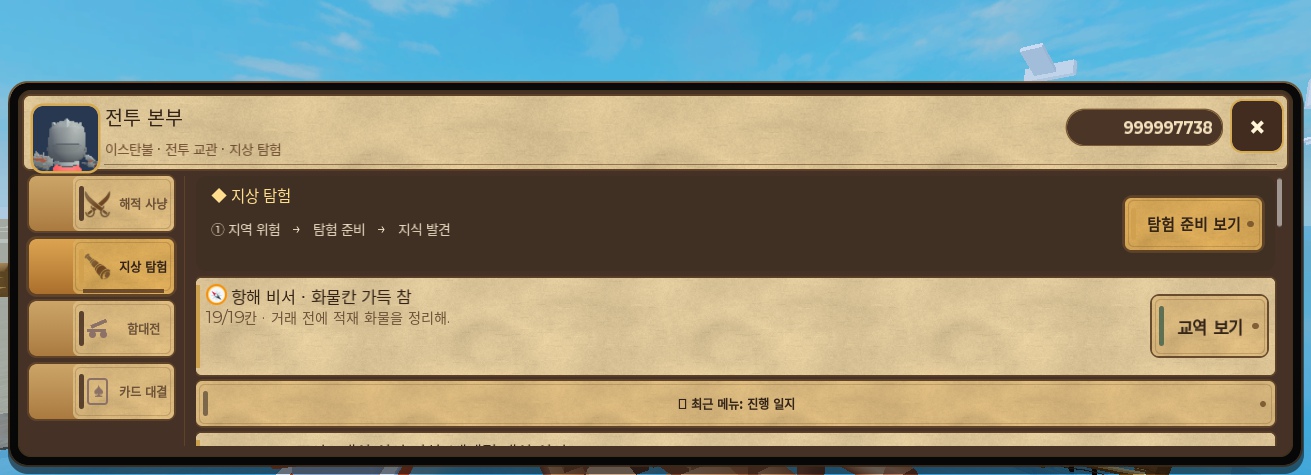 전투 본부
이스탄불 · 전투 교관 · 지상 탐험
999997738
×
해적 사냥
지상 탐험
함대전
카드 대결
◆ 지상 탐험
① 지역 위험 → 탐험 준비 → 지식 발견
탐험 준비 보기
항해 비서 · 화물칸 가득 참
19/19칸 · 거래 전에 적재 화물을 정리해.
교역 보기
최근 메뉴: 진행 일지